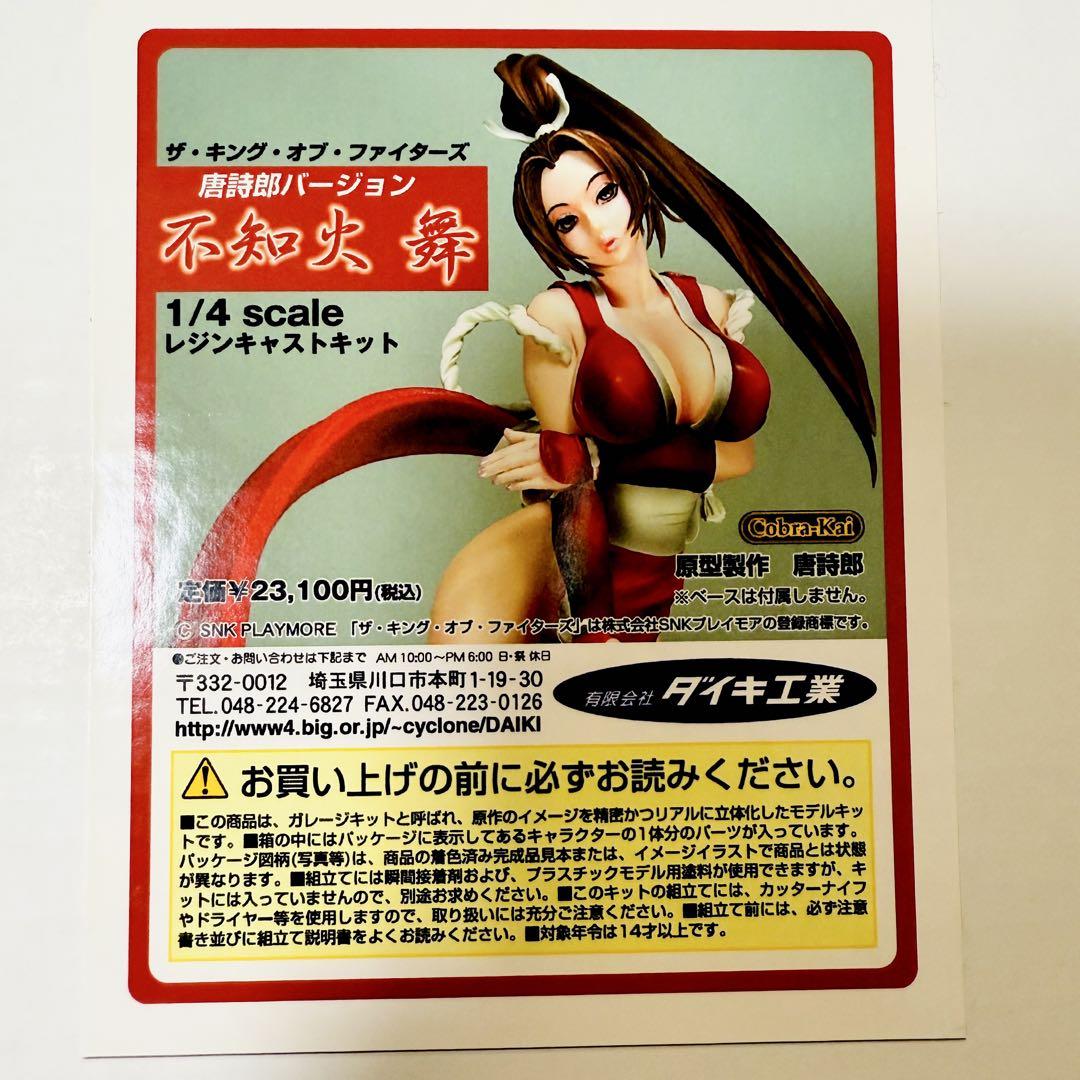 ザ・キング・オブ・ファイターズ
唐詩郎バージョン
不知火 舞
1/4 scale
レジンキャストキット
Cobra-Kai
原型製作 唐詩郎
※ベースは付属しません。
定価¥23,100円(税込)
© SNK PLAYMORE 「ザ・キング・オブ・ファイターズ」は株式会社SNKプレイモアの登録商標です。
●ご注文・お問い合わせは下記まで AM 10:00〜PM 6:00 日・祭 休日
〒332-0012 埼玉県川口市本町1-19-30
TEL.048-224-6827 FAX.048-223-0126
http://www4.big.or.jp/~cyclone/DAIKI
有限会社 ダイキ工業
お買い上げの前に必ずお読みください。
■この商品は、ガレージキットと呼ばれ、原作のイメージを精密かつリアルに立体化したモデルキッ
トです。■箱の中にはパッケージに表示してあるキャラクターの1体分のパーツが入っています。
パッケージ図柄(写真等)は、商品の着色済み完成品見本または、イメージイラストで商品とは状態
が異なります。■組立てには瞬間接着剤および、プラスチックモデル用塗料が使用できますが、キ
ットには入っていませんので、別途お求めください。■このキットの組立てには、カッターナイフ
やドライヤー等を使用しますので、取り扱いには充分ご注意ください。■組立て前には、必ず注意
書き並びに組立て説明書をよくお読みください。■対象年令は14才以上です。